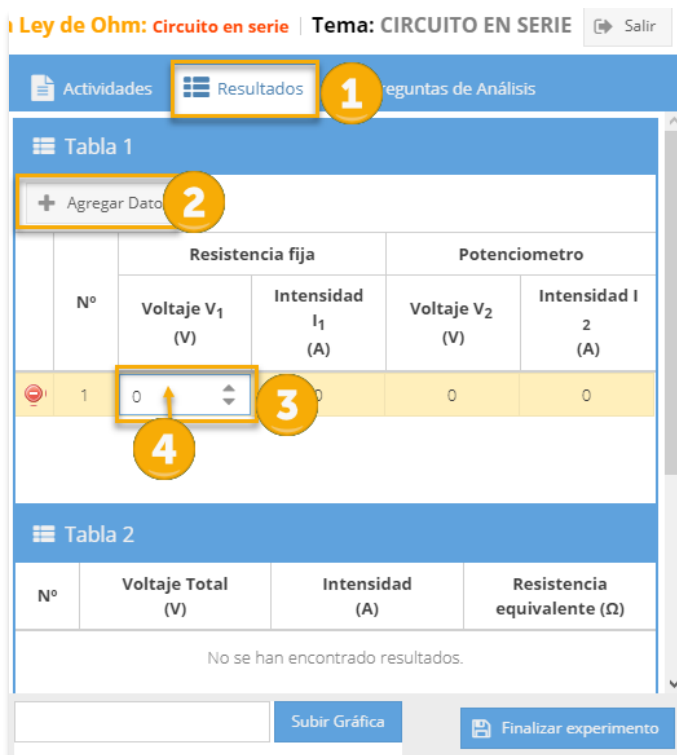 Ley de Ohm: Circuito en serie | Tema: CIRCUITO EN SERIE Salir
Actividades Resultados 1 reguntas de Análisis
Tabla 1
Agregar Dato 2
Resistencia fija Potenciometro
Nº Voltaje V1 (V) Intensidad I1 (A) Voltaje V2 (V) Intensidad I 2 (A)
1 0 3 0 0 0
4
Tabla 2
Nº Voltaje Total (V) Intensidad (A) Resistencia equivalente (Ω)
No se han encontrado resultados.
Subir Gráfica Finalizar experimento